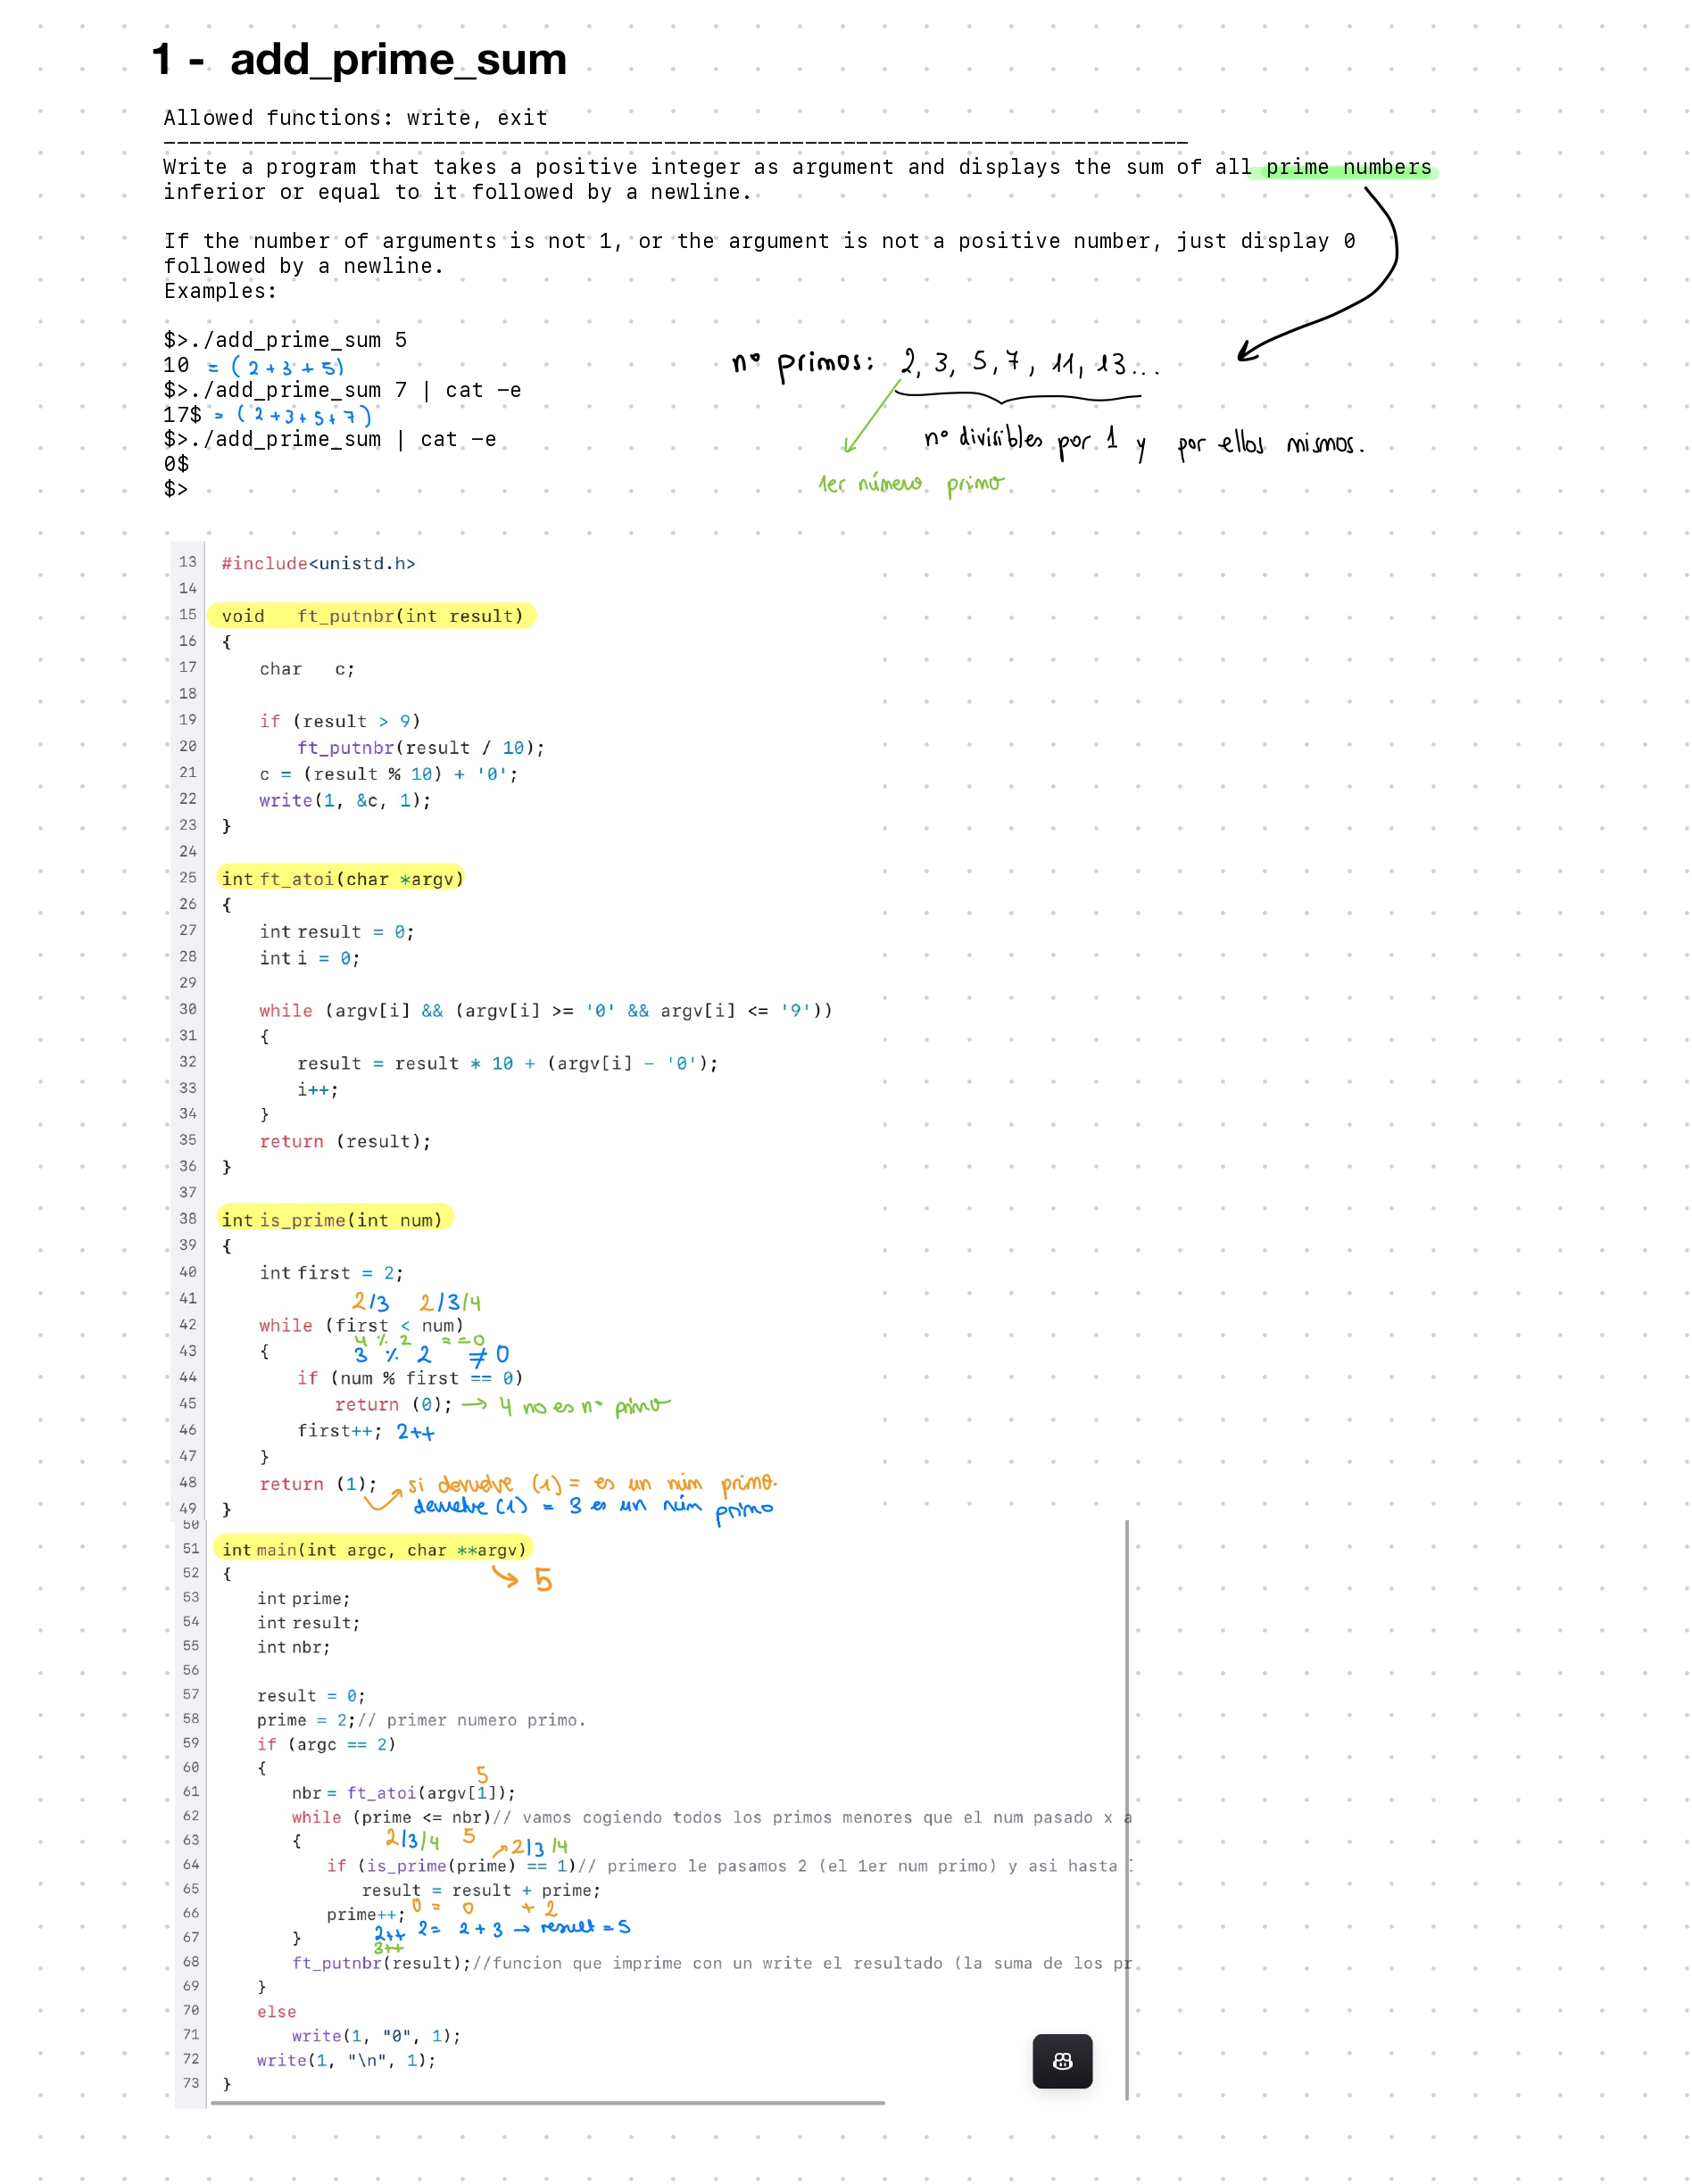 1 - add_prime_sum
Allowed functions: write, exit
--------------------------------------------------------------------------------
Write a program that takes a positive integer as argument and displays the sum of all prime numbers
inferior or equal to it followed by a newline.
If the number of arguments is not 1, or the argument is not a positive number, just display 0
followed by a newline.
Examples:
$>./add_prime_sum 5
10 = (2+3+5)
$>./add_prime_sum 7 | cat -e
17$ = (2+3+5+7)
$>./add_prime_sum | cat -e
0$
$>
nº primos: 2, 3, 5, 7, 11, 13...
nº divisibles por 1 y por ellos mismos.
1er número primo
13 #include<unistd.h>
14
15 void ft_putnbr(int result)
16 {
17 char c;
18
19 if (result > 9)
20 ft_putnbr(result / 10);
21 c = (result % 10) + '0';
22 write(1, &c, 1);
23 }
24
25 int ft_atoi(char *argv)
26 {
27 int result = 0;
28 int i = 0;
29
30 while (argv[i] && (argv[i] >= '0' && argv[i] <= '9'))
31 {
32 result = result * 10 + (argv[i] - '0');
33 i++;
34 }
35 return (result);
36 }
37
38 int is_prime(int num)
39 {
40 int first = 2;
41 2/3 2/3/4
42 while (first < num)
4 % 2 ==0
43 { 3 % 2 ≠ 0
44 if (num % first == 0)
45 return (0); → 4 no es nº primo
46 first++; 2++
47 }
48 return (1); si devuelve (1) = es un núm primo.
49 } devuelve (1) = 3 es un núm primo
50
51 int main(int argc, char **argv)
52 { 5
53 int prime;
54 int result;
55 int nbr;
56
57 result = 0;
58 prime = 2;// primer numero primo.
59 if (argc == 2)
60 { 5
61 nbr = ft_atoi(argv[1]);
62 while (prime <= nbr)// vamos cogiendo todos los primos menores que el num pasado x a
63 { 2/3/4 5 2/3/4
64 if (is_prime(prime) == 1)// primero le pasamos 2 (el 1er num primo) y asi hasta
65 result = result + prime;
66 prime++; 0 = 0 + 2
67 } 2++ 2= 2+3 → result = 5
3++
68 ft_putnbr(result);//funcion que imprime con un write el resultado (la suma de los pr
69 }
70 else
71 write(1, "0", 1);
72 write(1, "\n", 1);
73 }